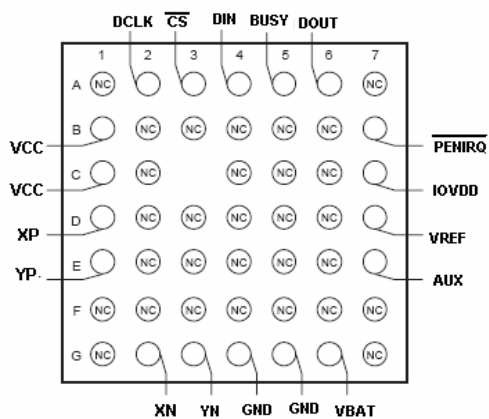 DCLK CS DIN BUSY DOUT
1 2 3 4 5 6 7
A NC NC
B NC NC NC NC NC
VCC PENIRQ
C NC NC NC NC
VCC IOVDD
D NC NC NC NC NC
XP VREF
E NC NC NC NC NC
YP. AUX
F NC NC NC NC NC NC NC
G NC NC
XN YN GND GND VBAT